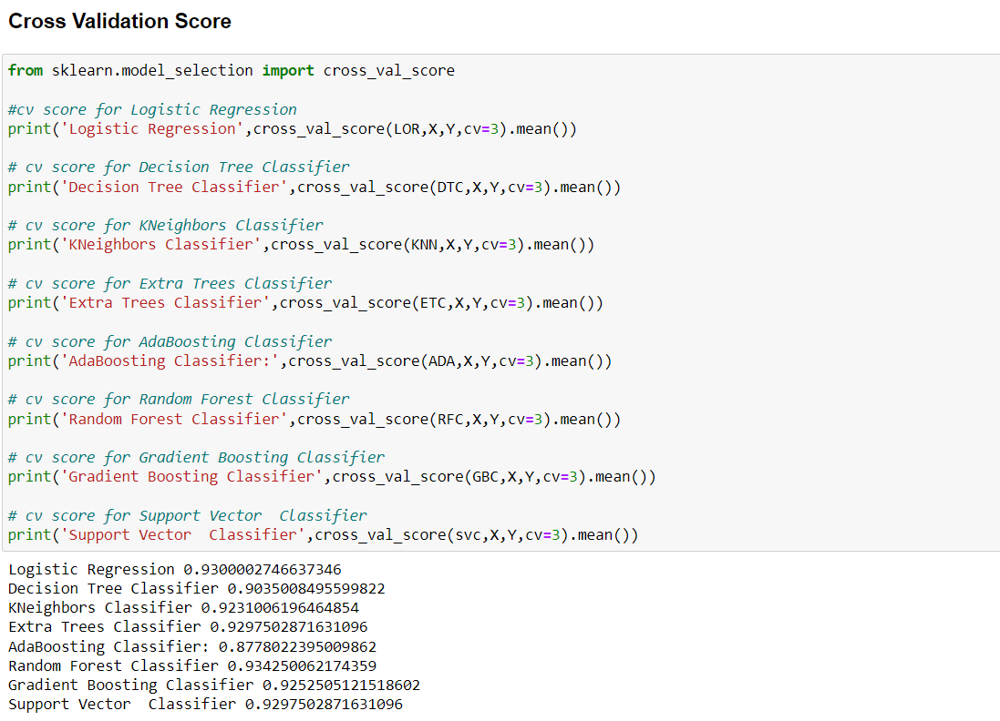 Cross Validation Score
from sklearn.model_selection import cross_val_score
#cv score for Logistic Regression
print('Logistic Regression',cross_val_score(LOR,X,Y,cv=3).mean())
# cv score for Decision Tree Classifier
print('Decision Tree Classifier',cross_val_score(DTC,X,Y,cv=3).mean())
# cv score for KNeighbors Classifier
print('KNeighbors Classifier',cross_val_score(KNN,X,Y,cv=3).mean())
# cv score for Extra Trees Classifier
print('Extra Trees Classifier',cross_val_score(ETC,X,Y,cv=3).mean())
# cv score for AdaBoosting Classifier
print('AdaBoosting Classifier:',cross_val_score(ADA,X,Y,cv=3).mean())
# cv score for Random Forest Classifier
print('Random Forest Classifier',cross_val_score(RFC,X,Y,cv=3).mean())
# cv score for Gradient Boosting Classifier
print('Gradient Boosting Classifier',cross_val_score(GBC,X,Y,cv=3).mean())
# cv score for Support Vector  Classifier
print('Support Vector  Classifier',cross_val_score(svc,X,Y,cv=3).mean())
Logistic Regression 0.9300002746637346
Decision Tree Classifier 0.9035008495599822
KNeighbors Classifier 0.9231006196464854
Extra Trees Classifier 0.9297502871631096
AdaBoosting Classifier: 0.8778022395009862
Random Forest Classifier 0.934250062174359
Gradient Boosting Classifier 0.9252505121518602
Support Vector  Classifier 0.9297502871631096